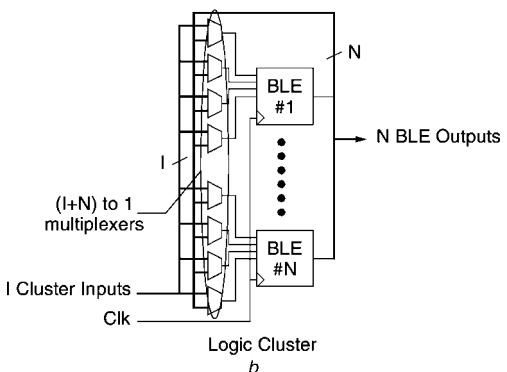 N
BLE
#1
N BLE Outputs
I
(I+N) to 1
multiplexers
BLE
#N
I Cluster Inputs
Clk
Logic Cluster
b